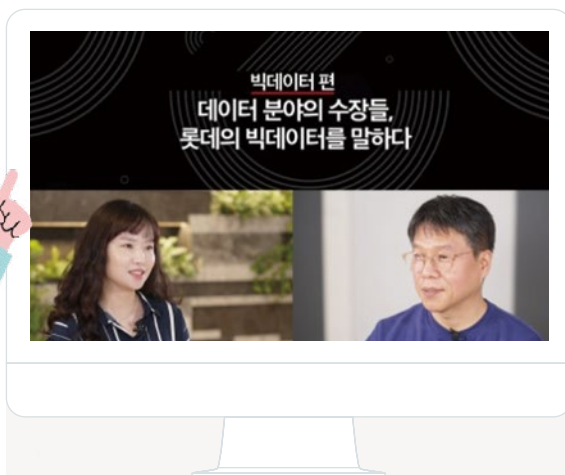 빅데이터 편
데이터 분야의 수장들,
롯데의 빅데이터를 말하다